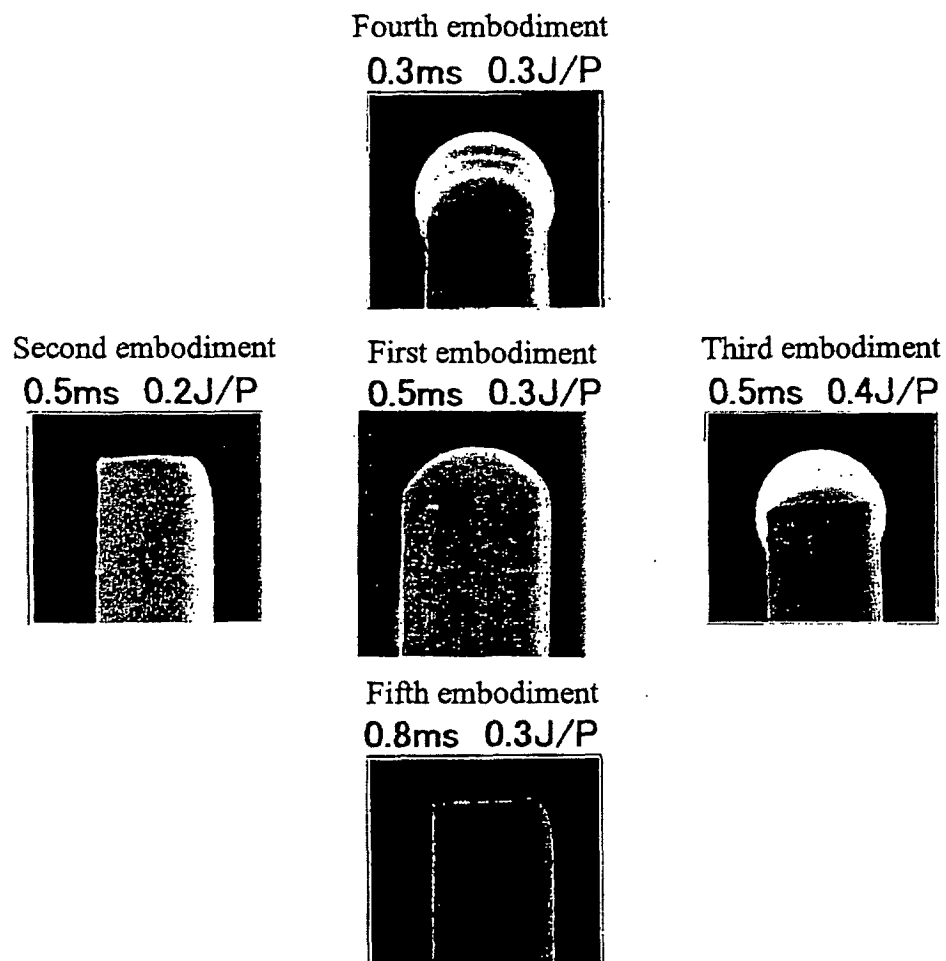 Fourth embodiment
0.3ms 0.3J/P
Second embodiment
0.5ms 0.2J/P
First embodiment
0.5ms 0.3J/P
Third embodiment
0.5ms 0.4J/P
Fifth embodiment
0.8ms 0.3J/P